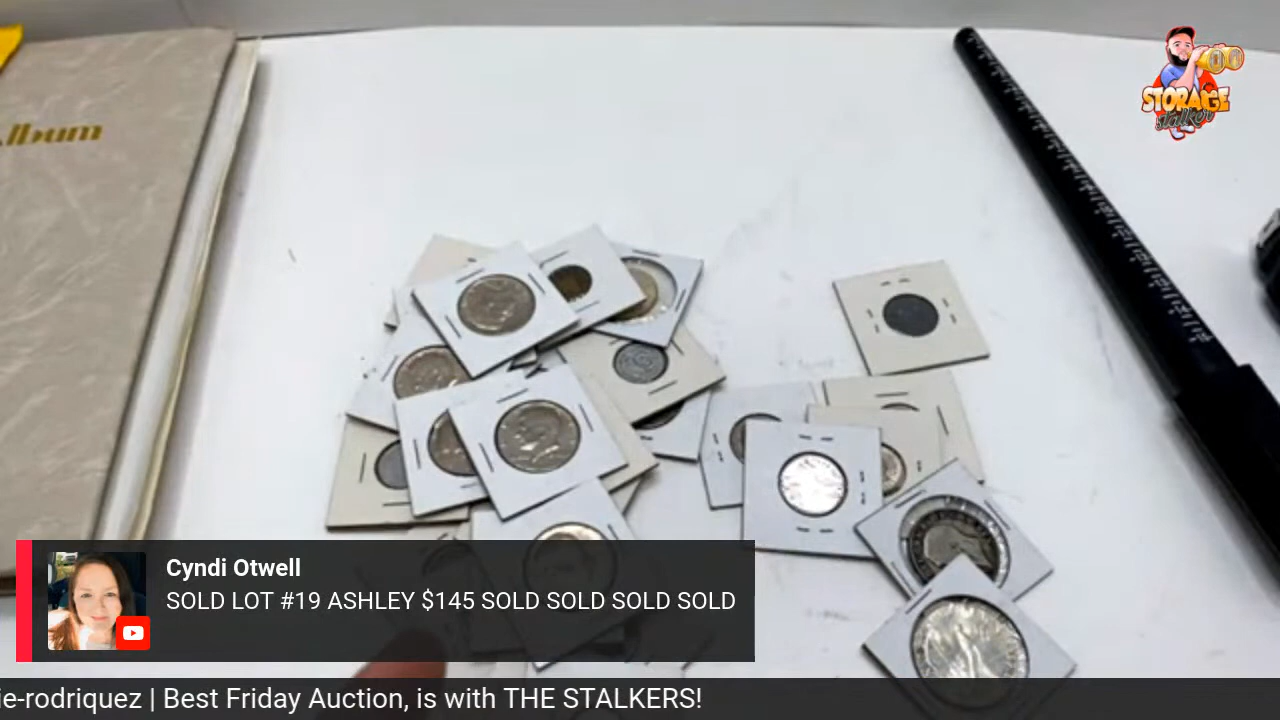 lbum
STORAGE
stalker
Cyndi Otwell
SOLD LOT #19 ASHLEY $145 SOLD SOLD SOLD SOLD
ie-rodriquez | Best Friday Auction, is with THE STALKERS!